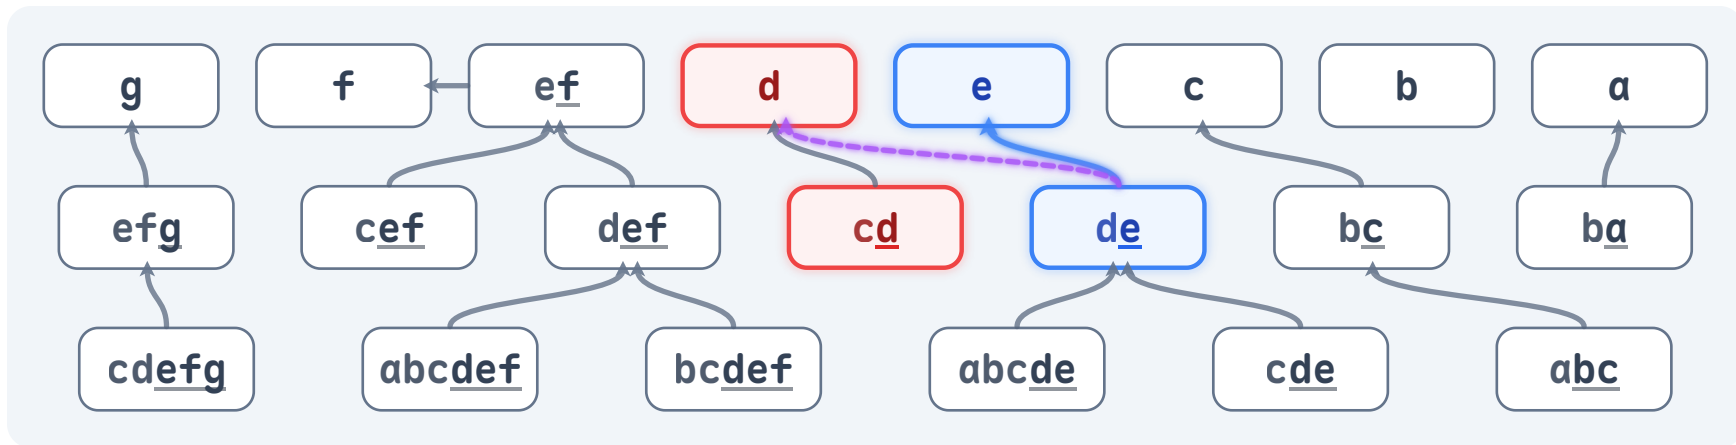 g f ef d e c b a
efg cef def cd de bc ba
cdefg abcdef bcdef abcde cde abc